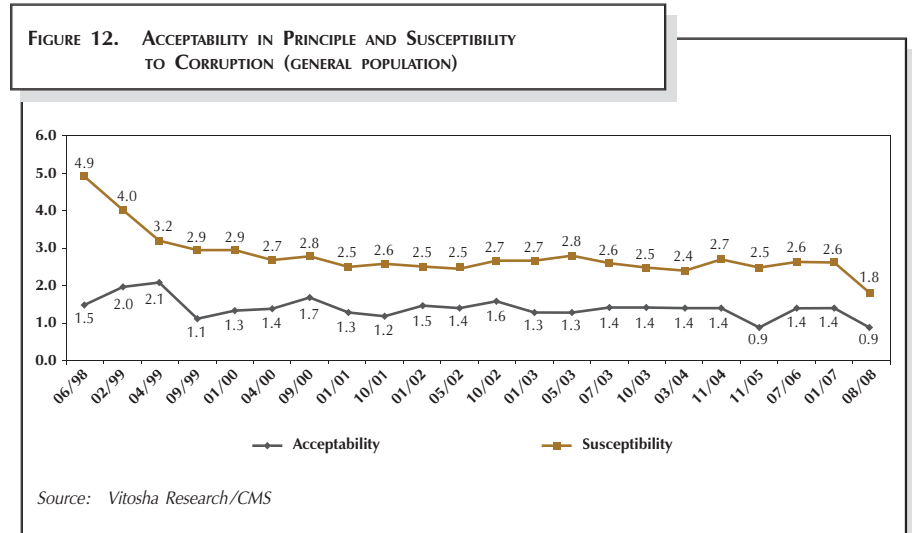 FIGURE 12. ACCEPTABILITY IN PRINCIPLE AND SUSCEPTIBILITY
TO CORRUPTION (GENERAL POPULATION)
6.0
5.0
4.0
3.0
2.0
1.0
0.0
4.9 4.0 3.2 2.9 2.9 2.7 2.8 2.5 2.6 2.5 2.5 2.7 2.7 2.8 2.6 2.5 2.4 2.7 2.5 2.6 2.6 1.8
1.5 2.0 2.1 1.1 1.3 1.4 1.7 1.3 1.2 1.5 1.4 1.6 1.3 1.3 1.4 1.4 1.4 1.4 0.9 1.4 1.4 0.9
06/98 02/99 04/99 09/99 01/00 04/00 09/00 01/01 10/01 01/02 05/02 10/02 01/03 05/03 07/03 10/03 03/04 11/04 11/05 07/06 01/07 08/08
Acceptability Susceptibility
Source: Vitosha Research/CMS